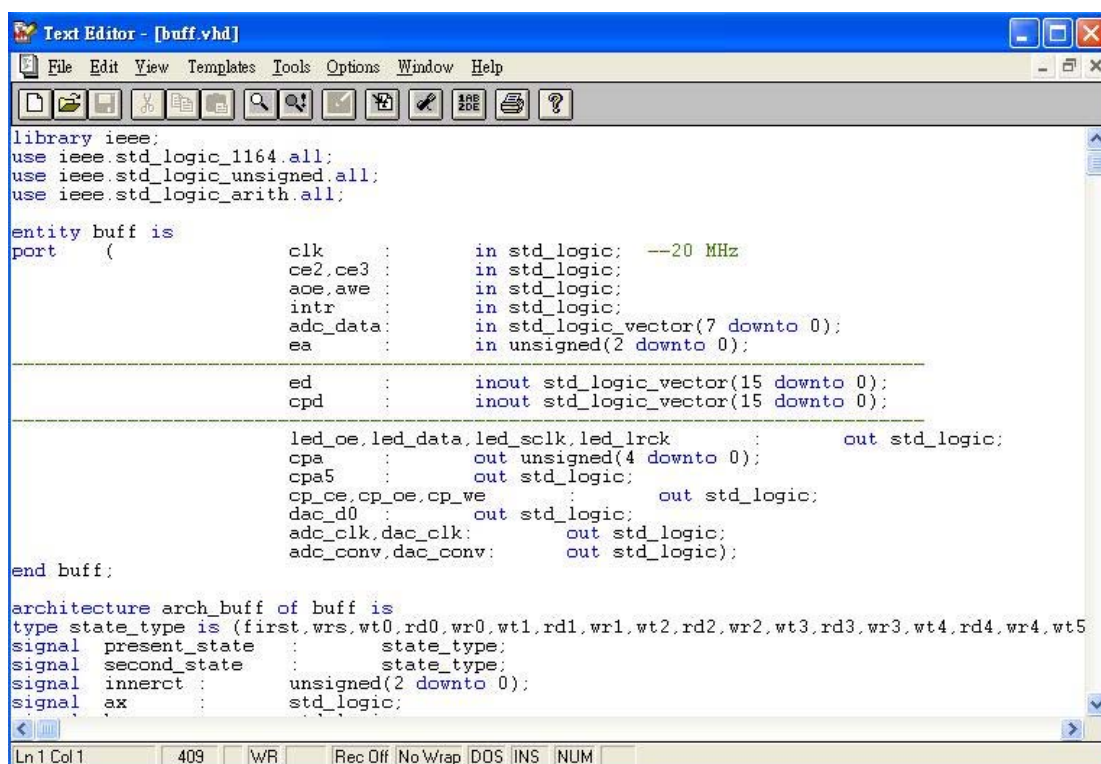 Text Editor - [buff.vhd]
File Edit View Templates Tools Options Window Help
library ieee;
use ieee.std_logic_1164.all;
use ieee.std_logic_unsigned.all;
use ieee.std_logic_arith.all;
entity buff is
port ( clk : in std_logic; --20 MHz
ce2,ce3 : in std_logic;
aoe,awe : in std_logic;
intr : in std_logic;
adc_data: in std_logic_vector(7 downto 0);
ea : in unsigned(2 downto 0);
ed : inout std_logic_vector(15 downto 0);
cpd : inout std_logic_vector(15 downto 0);
led_oe,led_data,led_sclk,led_lrck : out std_logic;
cpa : out unsigned(4 downto 0);
cpa5 : out std_logic;
cp_ce,cp_oe,cp_we : out std_logic;
dac_d0 : out std_logic;
adc_clk,dac_clk: out std_logic;
adc_conv,dac_conv: out std_logic);
end buff;
architecture arch_buff of buff is
type state_type is (first,wrs,wt0,rd0,wr0,wt1,rd1,wr1,wt2,rd2,wr2,wt3,rd3,wr3,wt4,rd4,wr4,wt5
signal present_state : state_type;
signal second_state : state_type;
signal innerct : unsigned(2 downto 0);
signal ax : std_logic;
Ln 1 Col 1 409 WR Rec Off No Wrap DOS INS NUM